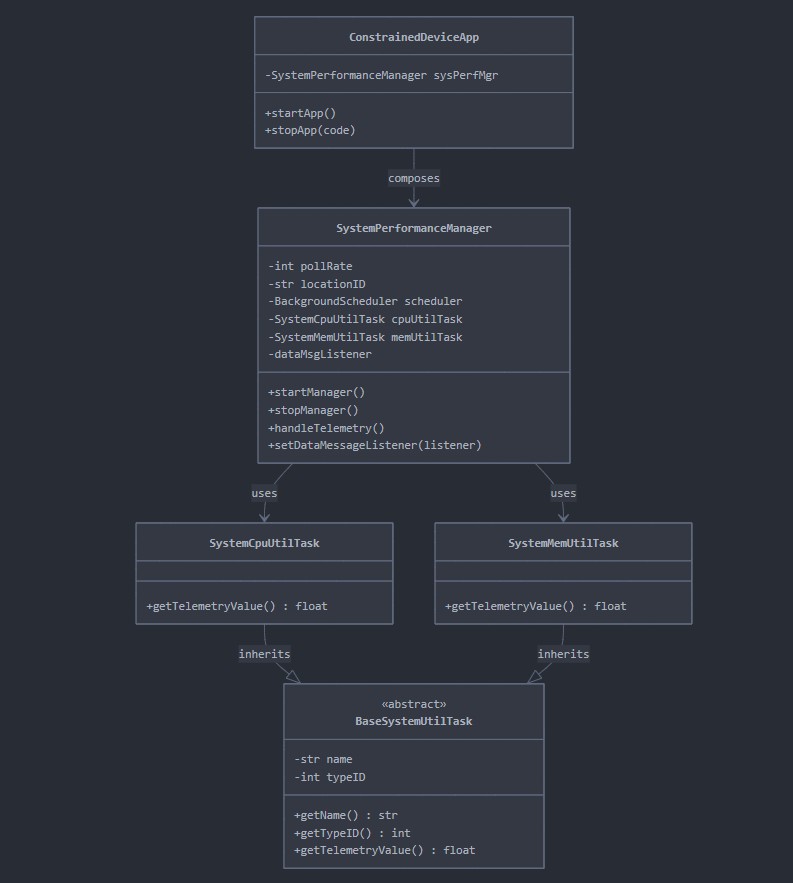 ConstrainedDeviceApp
-SystemPerformanceManager sysPerfMgr
+startApp()
+stopApp(code)
composes
SystemPerformanceManager
-int pollRate
-str locationID
-BackgroundScheduler scheduler
-SystemCpuUtilTask cpuUtilTask
-SystemMemUtilTask memUtilTask
-dataMsgListener
+startManager()
+stopManager()
+handleTelemetry()
+setDataMessageListener(listener)
uses
uses
SystemCpuUtilTask
+getTelemetryValue() : float
SystemMemUtilTask
+getTelemetryValue() : float
inherits
inherits
«abstract»
BaseSystemUtilTask
-str name
-int typeID
+getName() : str
+getTypeID() : int
+getTelemetryValue() : float